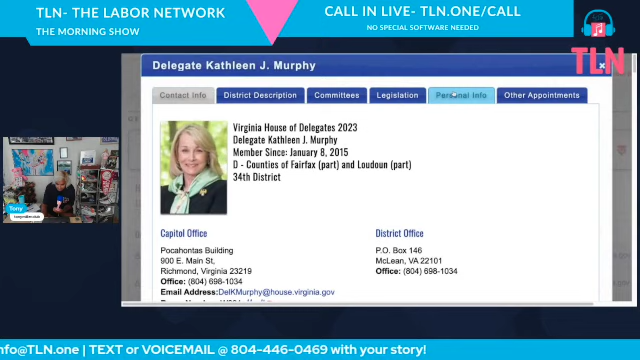 TLN- THE LABOR NETWORK
THE MORNING SHOW
CALL IN LIVE- TLN.ONE/CALL
NO SPECIAL SOFTWARE NEEDED
TLN
Delegate Kathleen J. Murphy
Contact Info
District Description
Committees
Legislation
Personal Info
Other Appointments
Virginia House of Delegates 2023
Delegate Kathleen J. Murphy
Member Since: January 8, 2015
D - Counties of Fairfax (part) and Loudoun (part)
34th District
Capitol Office
Pocahontas Building
900 E. Main St,
Richmond, Virginia 23219
Office: (804) 698-1034
Email Address:DelKMurphy@house.virginia.gov
District Office
P.O. Box 146
McLean, VA 22101
Office: (804) 698-1034
Tony
nfo@TLN.one | TEXT or VOICEMAIL @ 804-446-0469 with your story!